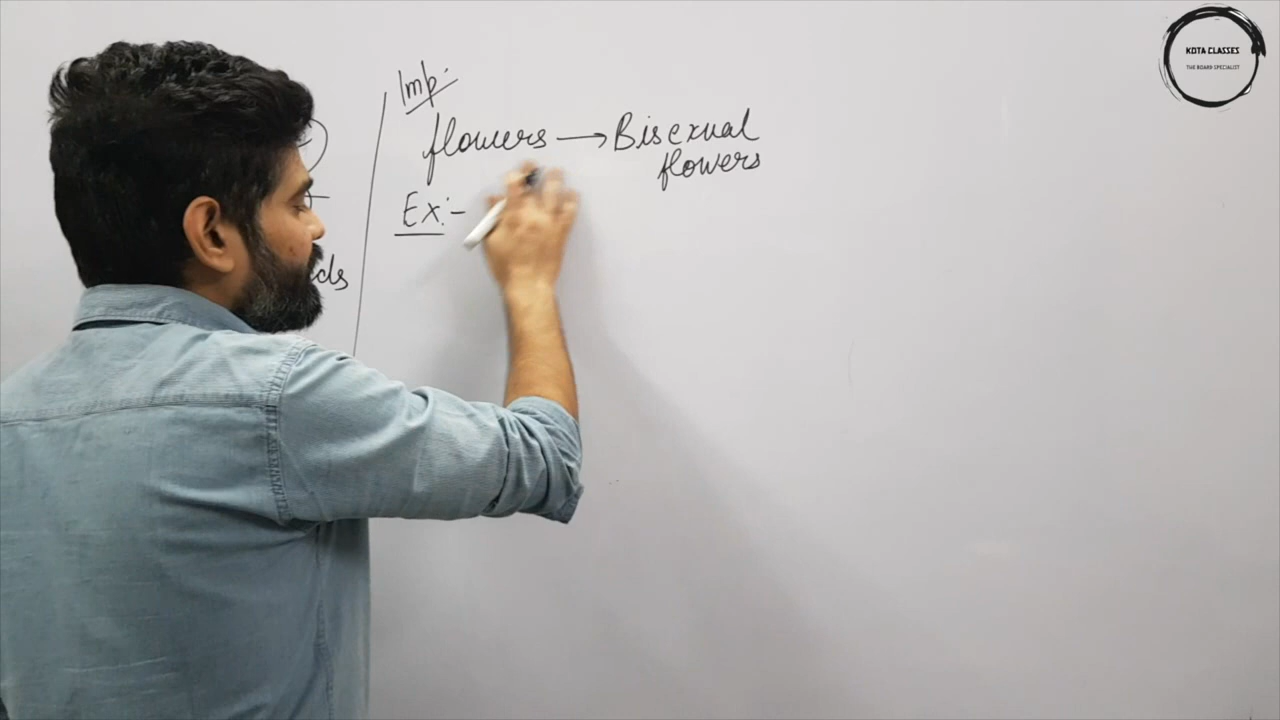 Imp:
flowers → Bisexual
flowers
Ex:-
KOTA CLASSES
THE BOARD SPECIALIST